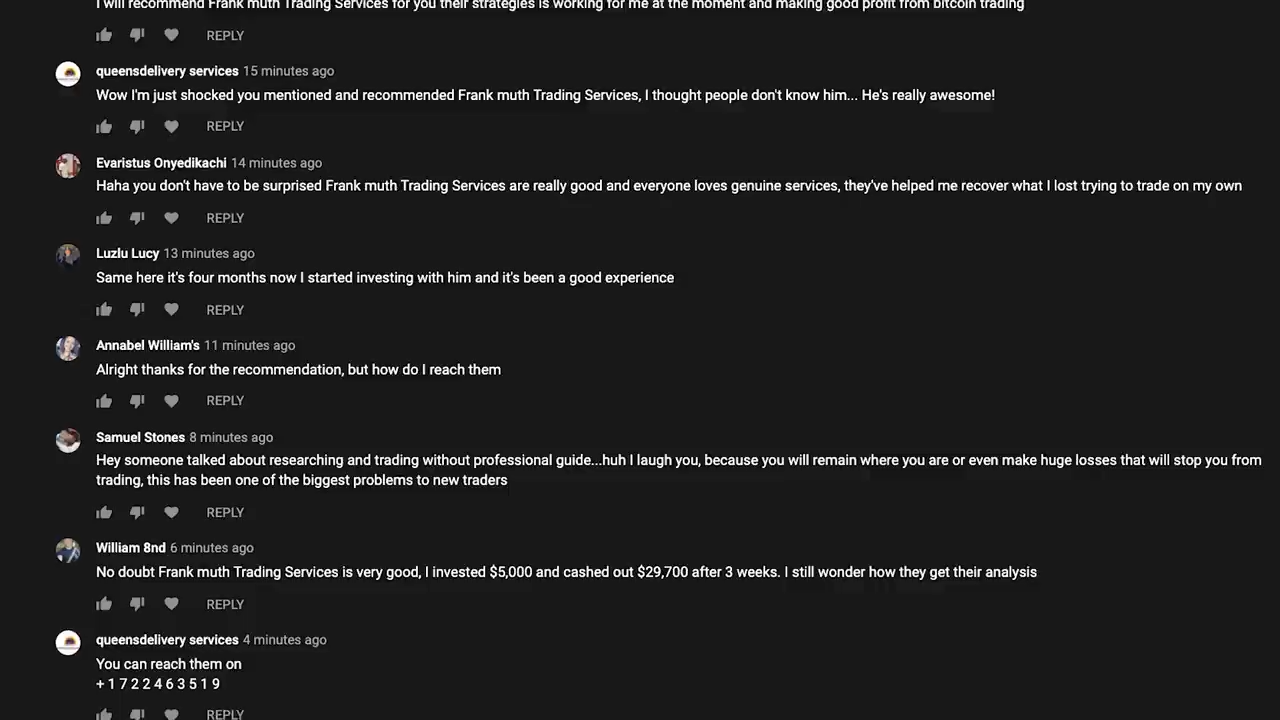 I will recommend Frank muth Trading Services for you their strategies is working for me at the moment and making good profit from bitcoin trading
REPLY
queensdelivery services 15 minutes ago
Wow I'm just shocked you mentioned and recommended Frank muth Trading Services, I thought people don't know him... He's really awesome!
REPLY
Evaristus Onyedikachi 14 minutes ago
Haha you don't have to be surprised Frank muth Trading Services are really good and everyone loves genuine services, they've helped me recover what I lost trying to trade on my own
REPLY
Luzlu Lucy 13 minutes ago
Same here it's four months now I started investing with him and it's been a good experience
REPLY
Annabel William's 11 minutes ago
Alright thanks for the recommendation, but how do I reach them
REPLY
Samuel Stones 8 minutes ago
Hey someone talked about researching and trading without professional guide...huh I laugh you, because you will remain where you are or even make huge losses that will stop you from
trading, this has been one of the biggest problems to new traders
REPLY
William 8nd 6 minutes ago
No doubt Frank muth Trading Services is very good, I invested $5,000 and cashed out $29,700 after 3 weeks. I still wonder how they get their analysis
REPLY
queensdelivery services 4 minutes ago
You can reach them on
+ 1 7 2 2 4 6 3 5 1 9
REPLY